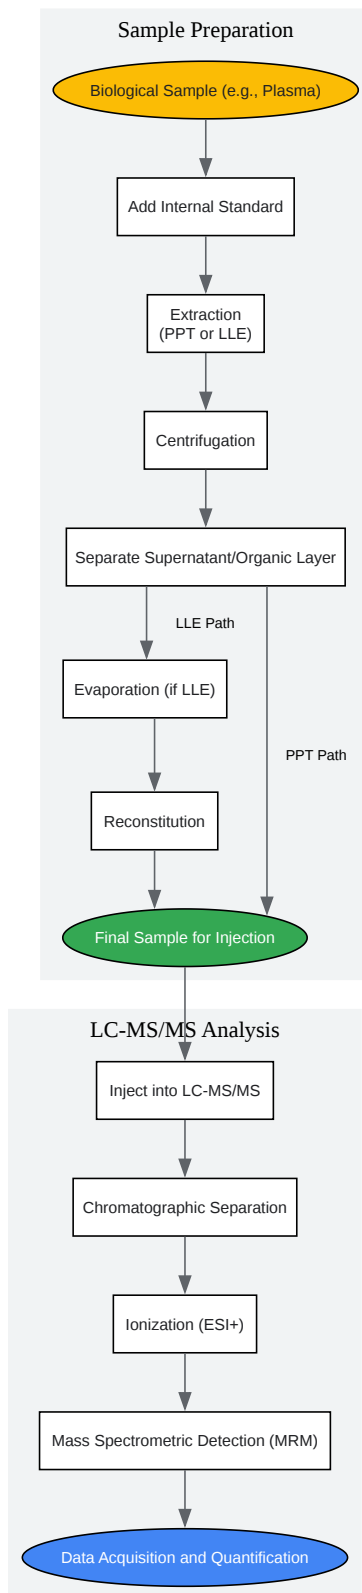 Sample Preparation
Biological Sample (e.g., Plasma)
Add Internal Standard
Extraction
(PPT or LLE)
Centrifugation
Separate Supernatant/Organic Layer
LLE Path
Evaporation (if LLE)
PPT Path
Reconstitution
Final Sample for Injection
LC-MS/MS Analysis
Inject into LC-MS/MS
Chromatographic Separation
Ionization (ESI+)
Mass Spectrometric Detection (MRM)
Data Acquisition and Quantification